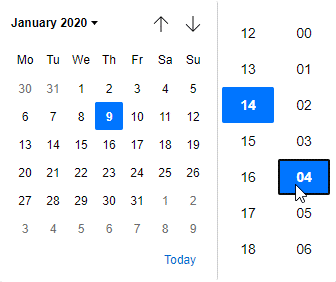 January 2020
Mo Tu We Th Fr Sa Su
30 31 1 2 3 4 5
6 7 8 9 10 11 12
13 14 15 16 17 18 19
20 21 22 23 24 25 26
27 28 29 30 31 1 2
3 4 5 6 7 8 9
Today
12 00
13 01
14 02
15 03
16 04
17 05
18 06